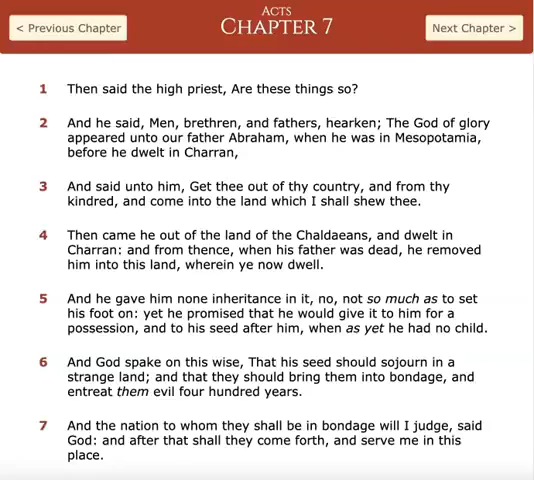 ACTS
< Previous Chapter
CHAPTER 7
Next Chapter >
1 Then said the high priest, Are these things so?
2 And he said, Men, brethren, and fathers, hearken; The God of glory
appeared unto our father Abraham, when he was in Mesopotamia,
before he dwelt in Charran,
3 And said unto him, Get thee out of thy country, and from thy
kindred, and come into the land which I shall shew thee.
4 Then came he out of the land of the Chaldaeans, and dwelt in
Charran: and from thence, when his father was dead, he removed
him into this land, wherein ye now dwell.
5 And he gave him none inheritance in it, no, not so much as to set
his foot on: yet he promised that he would give it to him for a
possession, and to his seed after him, when as yet he had no child.
6 And God spake on this wise, That his seed should sojourn in a
strange land; and that they should bring them into bondage, and
entreat them evil four hundred years.
7 And the nation to whom they shall be in bondage will I judge, said
God: and after that shall they come forth, and serve me in this
place.